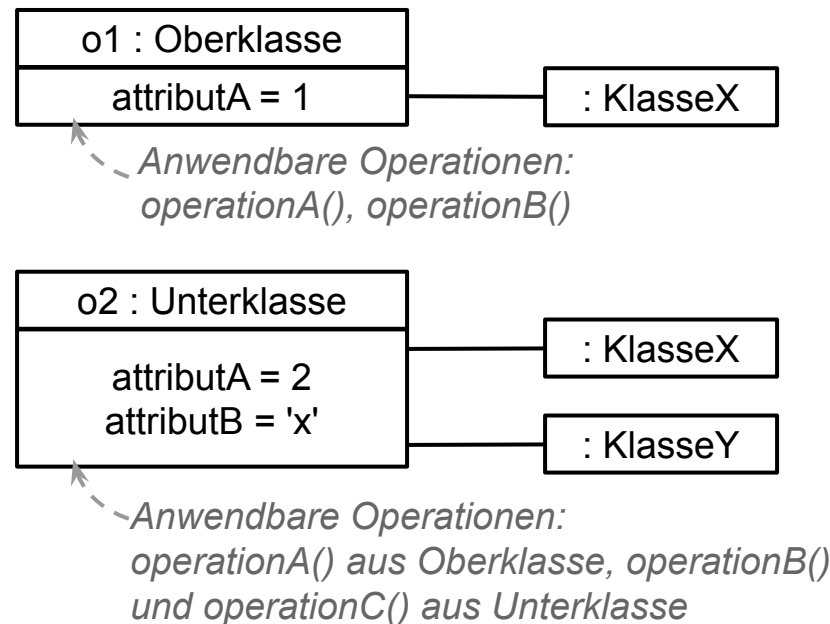 o1 : Oberklasse
attributA = 1
: KlasseX
Anwendbare Operationen:
operationA(), operationB()
o2 : Unterklasse
attributA = 2
attributB = 'x'
: KlasseX
: KlasseY
Anwendbare Operationen:
operationA() aus Oberklasse, operationB()
und operationC() aus Unterklasse